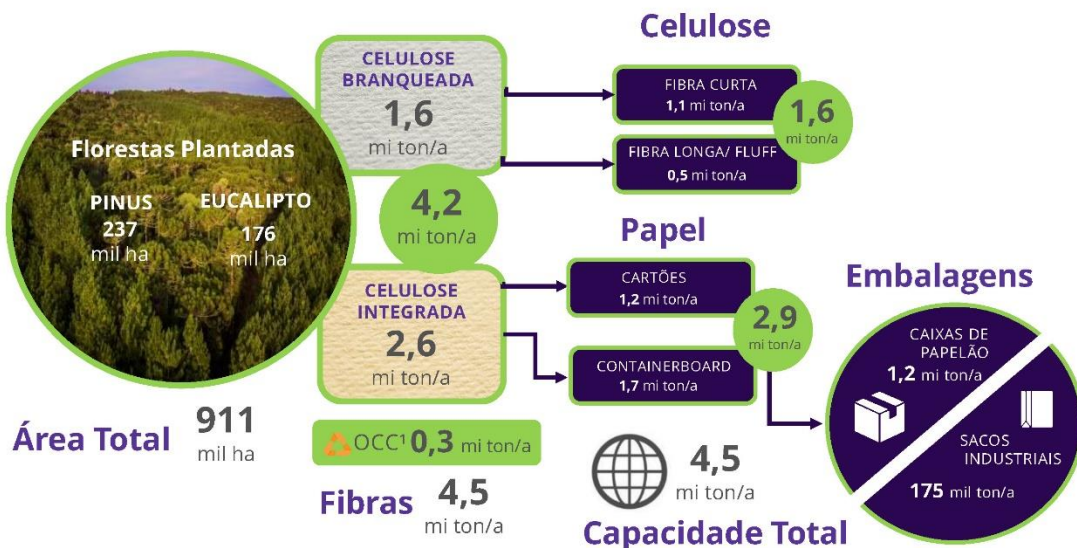 Florestas Plantadas
PINUS
237
mil ha
EUCALIPTO
176
mil ha
Área Total
911
mil ha
CELULOSE
BRANQUEADA
1,6
mi ton/a
4,2
mi ton/a
CELULOSE
INTEGRADA
2,6
mi ton/a
OCC¹ 0,3 mi ton/a
Fibras
4,5
mi ton/a
Celulose
FIBRA CURTA
1,1 mi ton/a
FIBRA LONGA/ FLUFF
0,5 mi ton/a
1,6
mi ton/a
Papel
CARTÕES
1,2 mi ton/a
CONTAINERBOARD
1,7 mi ton/a
2,9
mi ton/a
4,5
mi ton/a
Capacidade Total
Embalagens
CAIXAS DE
PAPELÃO
1,2 mi ton/a
SACOS
INDUSTRIAIS
175 mil ton/a